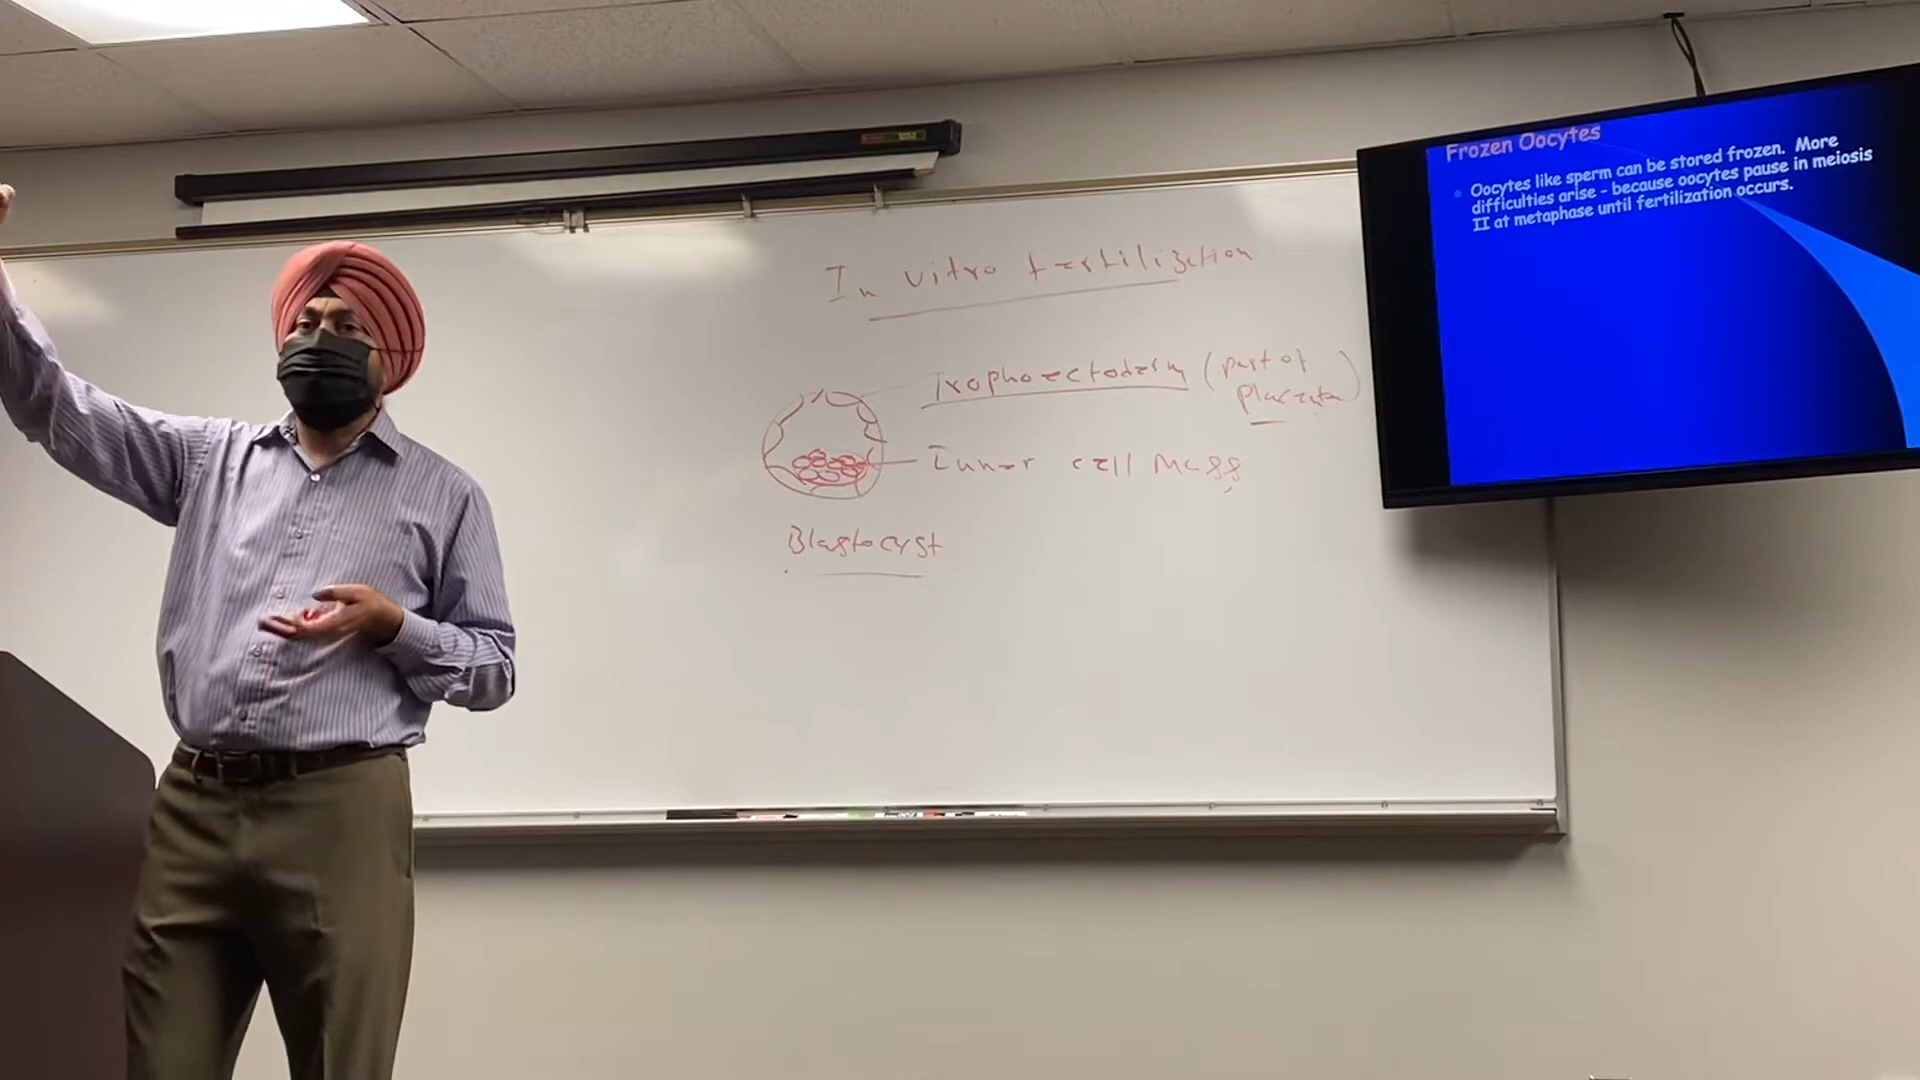 In vitro fertilization
Trophoectoderm (part of
placenta)
Inner cell Mass
Blastocyst
Frozen Oocytes
Oocytes like sperm can be stored frozen. More
difficulties arise - because oocytes pause in meiosis
II at metaphase until fertilization occurs.